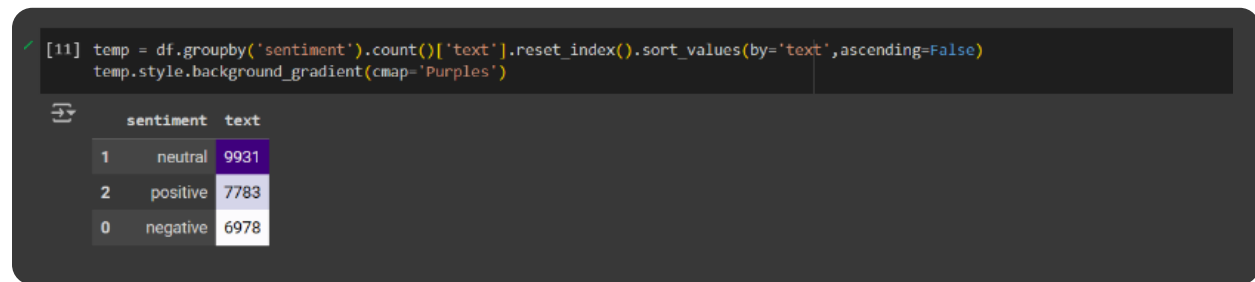 [11] temp = df.groupby('sentiment').count()['text'].reset_index().sort_values(by='text',ascending=False)
temp.style.background_gradient(cmap='Purples')
sentiment text
1 neutral 9931
2 positive 7783
0 negative 6978